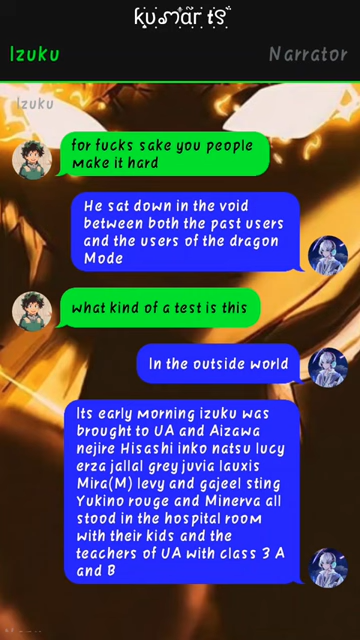 kumar ts
Izuku
Narrator
Izuku
for fucks sake you people
make it hard
He sat down in the void
between both the past users
and the users of the dragon
Mode
what kind of a test is this
In the outside world
Its early morning izuku was
brought to UA and Aizawa
nejire Hisashi inko natsu lucy
erza jallal grey juvia lauxis
Mira(M) levy and gajeel sting
Yukino rouge and Minerva all
stood in the hospital room
with their kids and the
teachers of UA with class 3 A
and B